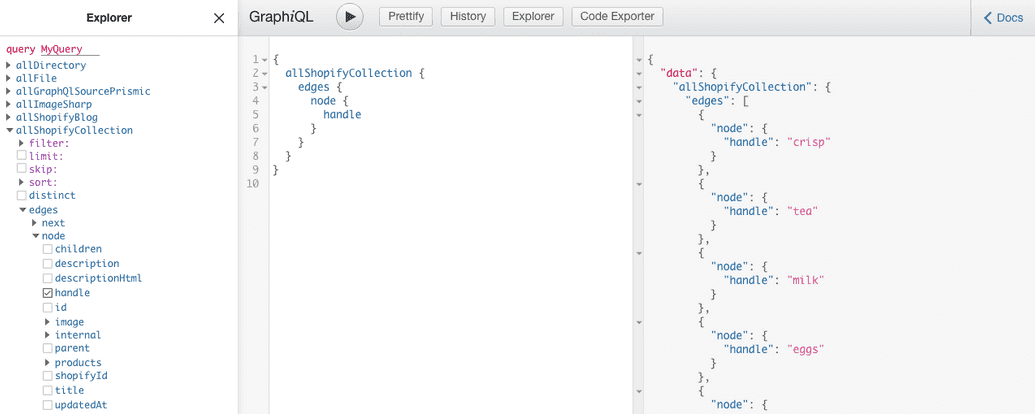 Explorer
GraphiQL
Prettify
History
Explorer
Code Exporter
Docs
query MyQuery
allDirectory
allFile
allGraphQlSourcePrismic
allImageSharp
allShopifyBlog
allShopifyCollection
filter:
limit:
skip:
sort:
distinct
edges
next
node
children
description
descriptionHtml
handle
id
image
internal
parent
products
shopifyId
title
updatedAt
1 {
2 allShopifyCollection {
3 edges {
4 node {
5 handle
6 }
7 }
8 }
9 }
10
{
"data": {
"allShopifyCollection": {
"edges": [
{
"node": {
"handle": "crisp"
}
},
{
"node": {
"handle": "tea"
}
},
{
"node": {
"handle": "milk"
}
},
{
"node": {
"handle": "eggs"
}
},
{
"node": {